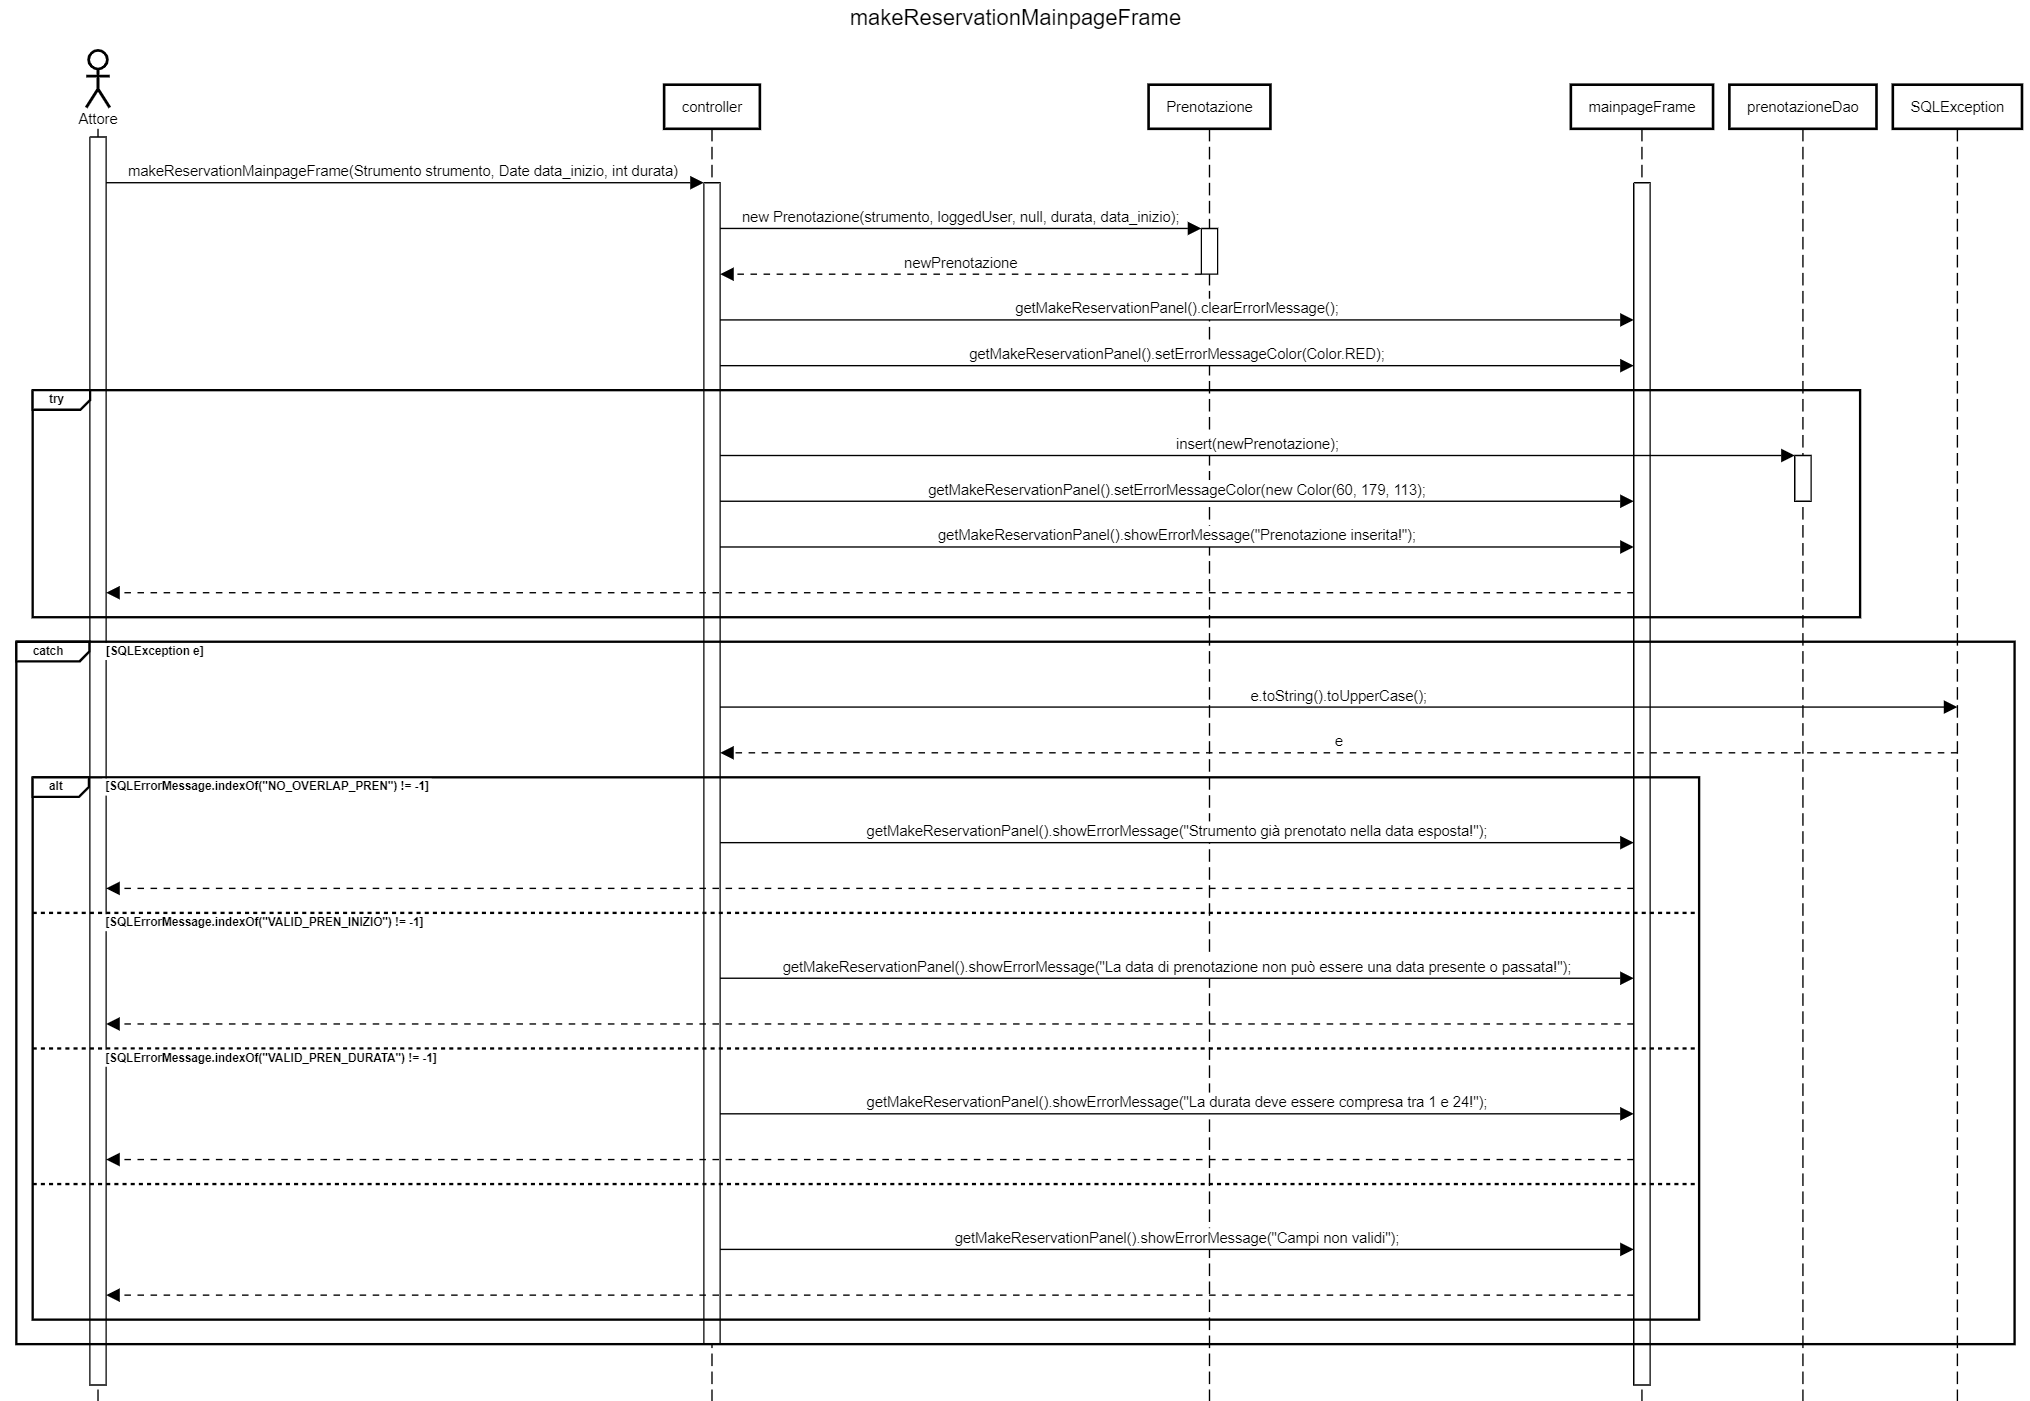 makeReservationMainpageFrame
Attore
controller
Prenotazione
mainpageFrame
prenotazioneDao
SQLException
makeReservationMainpageFrame(Strumento strumento, Date data_inizio, int durata)
new Prenotazione(strumento, loggedUser, null, durata, data_inizio);
newPrenotazione
getMakeReservationPanel().clearErrorMessage();
getMakeReservationPanel().setErrorMessageColor(Color.RED);
try
insert(newPrenotazione);
getMakeReservationPanel().setErrorMessageColor(new Color(60, 179, 113);
getMakeReservationPanel().showErrorMessage("Prenotazione inserita!");
catch
[SQLException e]
e.toString().toUpperCase();
e
alt
[SQLErrorMessage.indexOf("NO_OVERLAP_PREN") != -1]
getMakeReservationPanel().showErrorMessage("Strumento già prenotato nella data esposta!");
[SQLErrorMessage.indexOf("VALID_PREN_INIZIO") != -1]
getMakeReservationPanel().showErrorMessage("La data di prenotazione non può essere una data presente o passata!");
[SQLErrorMessage.indexOf("VALID_PREN_DURATA") != -1]
getMakeReservationPanel().showErrorMessage("La durata deve essere compresa tra 1 e 24!");
getMakeReservationPanel().showErrorMessage("Campi non validi");